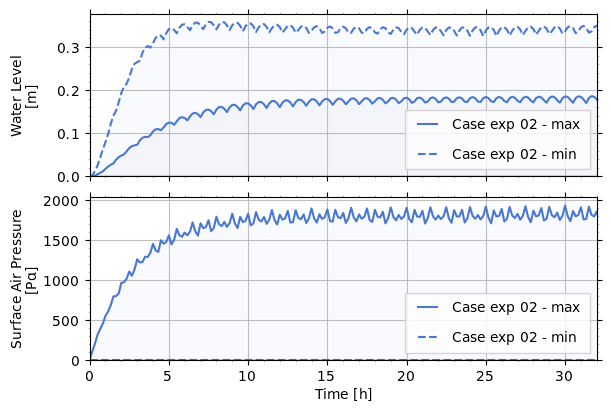 0.3
0.2
0.1
0.0
Water Level
[m]
Case exp 02 - max
Case exp 02 - min
2000
1500
1000
500
0
Surface Air Pressure
[Pα]
Case exp 02 - max
Case exp 02 - min
0 5 10 15 20 25 30
Time [h]